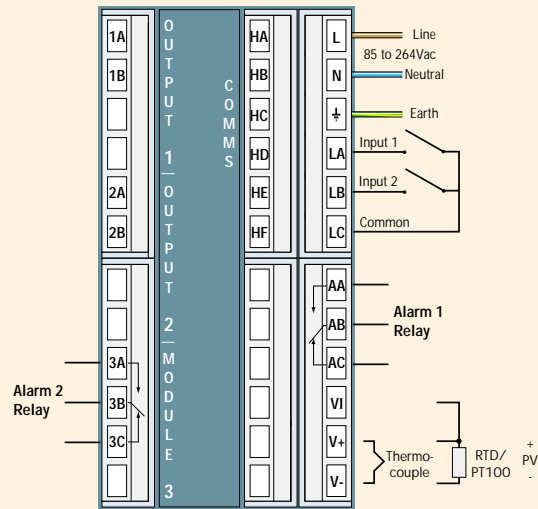 1A
1B
2A
2B
3A
3B
3C
Alarm 2
Relay
OUTPUT 1 OUTPUT 2 MODULE 3
COMMS
HA
HB
HC
HD
HE
HF
L
N
LA
LB
LC
AA
AB
AC
VI
V+
V-
Line
85 to 264Vac
Neutral
Earth
Input 1
Input 2
Common
Alarm 1
Relay
Thermo-
couple
RTD/
PT100
+
PV
-